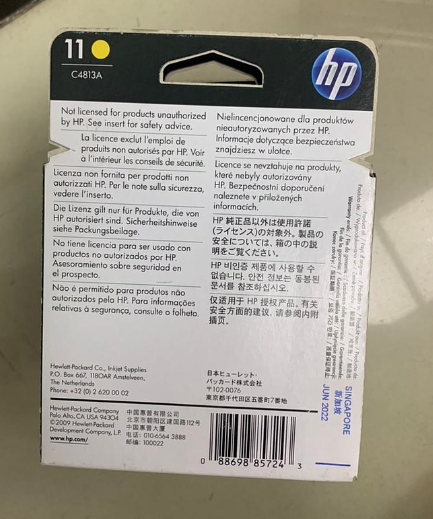 11
C4813A
hp
Not licensed for products unauthorized
by HP. See insert for safety advice.
La licence exclut l'emploi de
produits non autorisés par HP. Voir
à l'intérieur les conseils de sécurité.
Licenza non fornita per prodotti non
autorizzati HP. Per le note sulla sicurezza,
vedere l'inserto.
Die Lizenz gilt nur für Produkte, die von
HP autorisiert sind. Sicherheitshinweise
siehe Packungsbeilage.
No tiene licencia para ser usado con
productos no autorizados por HP.
Asesoramiento sobre seguridad en
el prospecto.
Não é permitido para produtos não
autorizados pela HP. Para informações
relativas à segurança, consulte o folheto.
Nielicencjonowane dla produktów
nieautoryzowanych przez HP.
Informacje dotyczące bezpieczeństwa
znajdziesz w ulotce.
Licence se nevztahuje na produkty,
které nebyly autorizovány
HP. Bezpečnostní doporučení
naleznete v přiložených
informacích.
HP 純正品以外は使用許諾
(ライセンス)の対象外。製品の
安全については、箱の中の説
明をご覧ください。
HP 비인증 제품에 사용할 수
없습니다. 안전 정보는 동봉된
문서를 참조하십시오.
仅适用于 HP 授权产品。有关
安全方面的建议，请参阅内附
插页。
Hewlett-Packard Co., Inkjet Supplies
P.O. Box 667, 1180AR Amstelveen,
The Netherlands
Phone: +32 (0) 2 620 00 02
日本ヒューレット・
パッカード株式会社
〒102-0076
東京都千代田区五番町7番地
Hewlett-Packard Company
Palo Alto, CA USA 94304
© 2009 Hewlett-Packard
Development Company, L.P.
www.hp.com/
中国惠普有限公司
北京市朝阳区建国路112号
中国惠普大厦
电话: 010-6564 3888
邮编: 100022
0 88698 85724 3
SINGAPORE
新加坡
JUN 2022